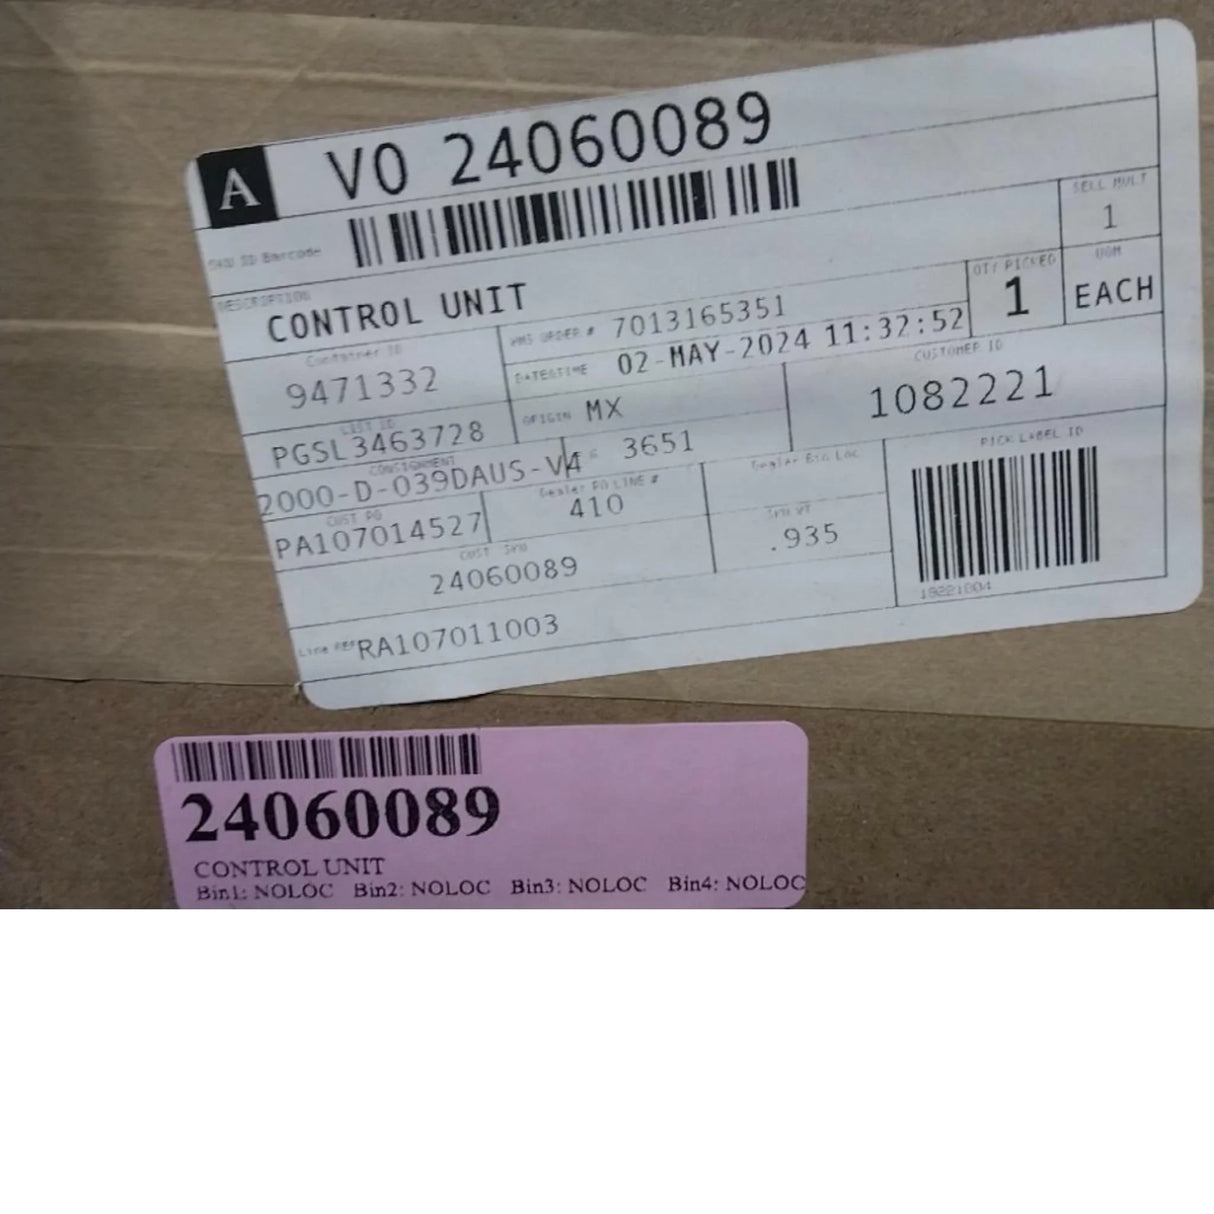 A VO 24060089
SKU ID Barcode
DESCRIPTION
CONTROL UNIT
SELL MULT
1
QTY PICKED
1
UOM
EACH
Container ID
9471332
WMS ORDER # 7013165351
DATE&TIME 02-MAY-2024 11:32:52
LIST ID
PGSL3463728
ORIGIN MX
CUSTOMER ID
1082221
CONSIGNMENT
2000-D-039DAUS-V4
3651
CUST PO
PA107014527
Dealer PO LINE #
410
Dealer Bin Loc
PICK LABEL ID
CUST SKU
24060089
.935
Line REF RA107011003
24060089
CONTROL UNIT
Bin1: NOLOC Bin2: NOLOC Bin3: NOLOC Bin4: NOLOC